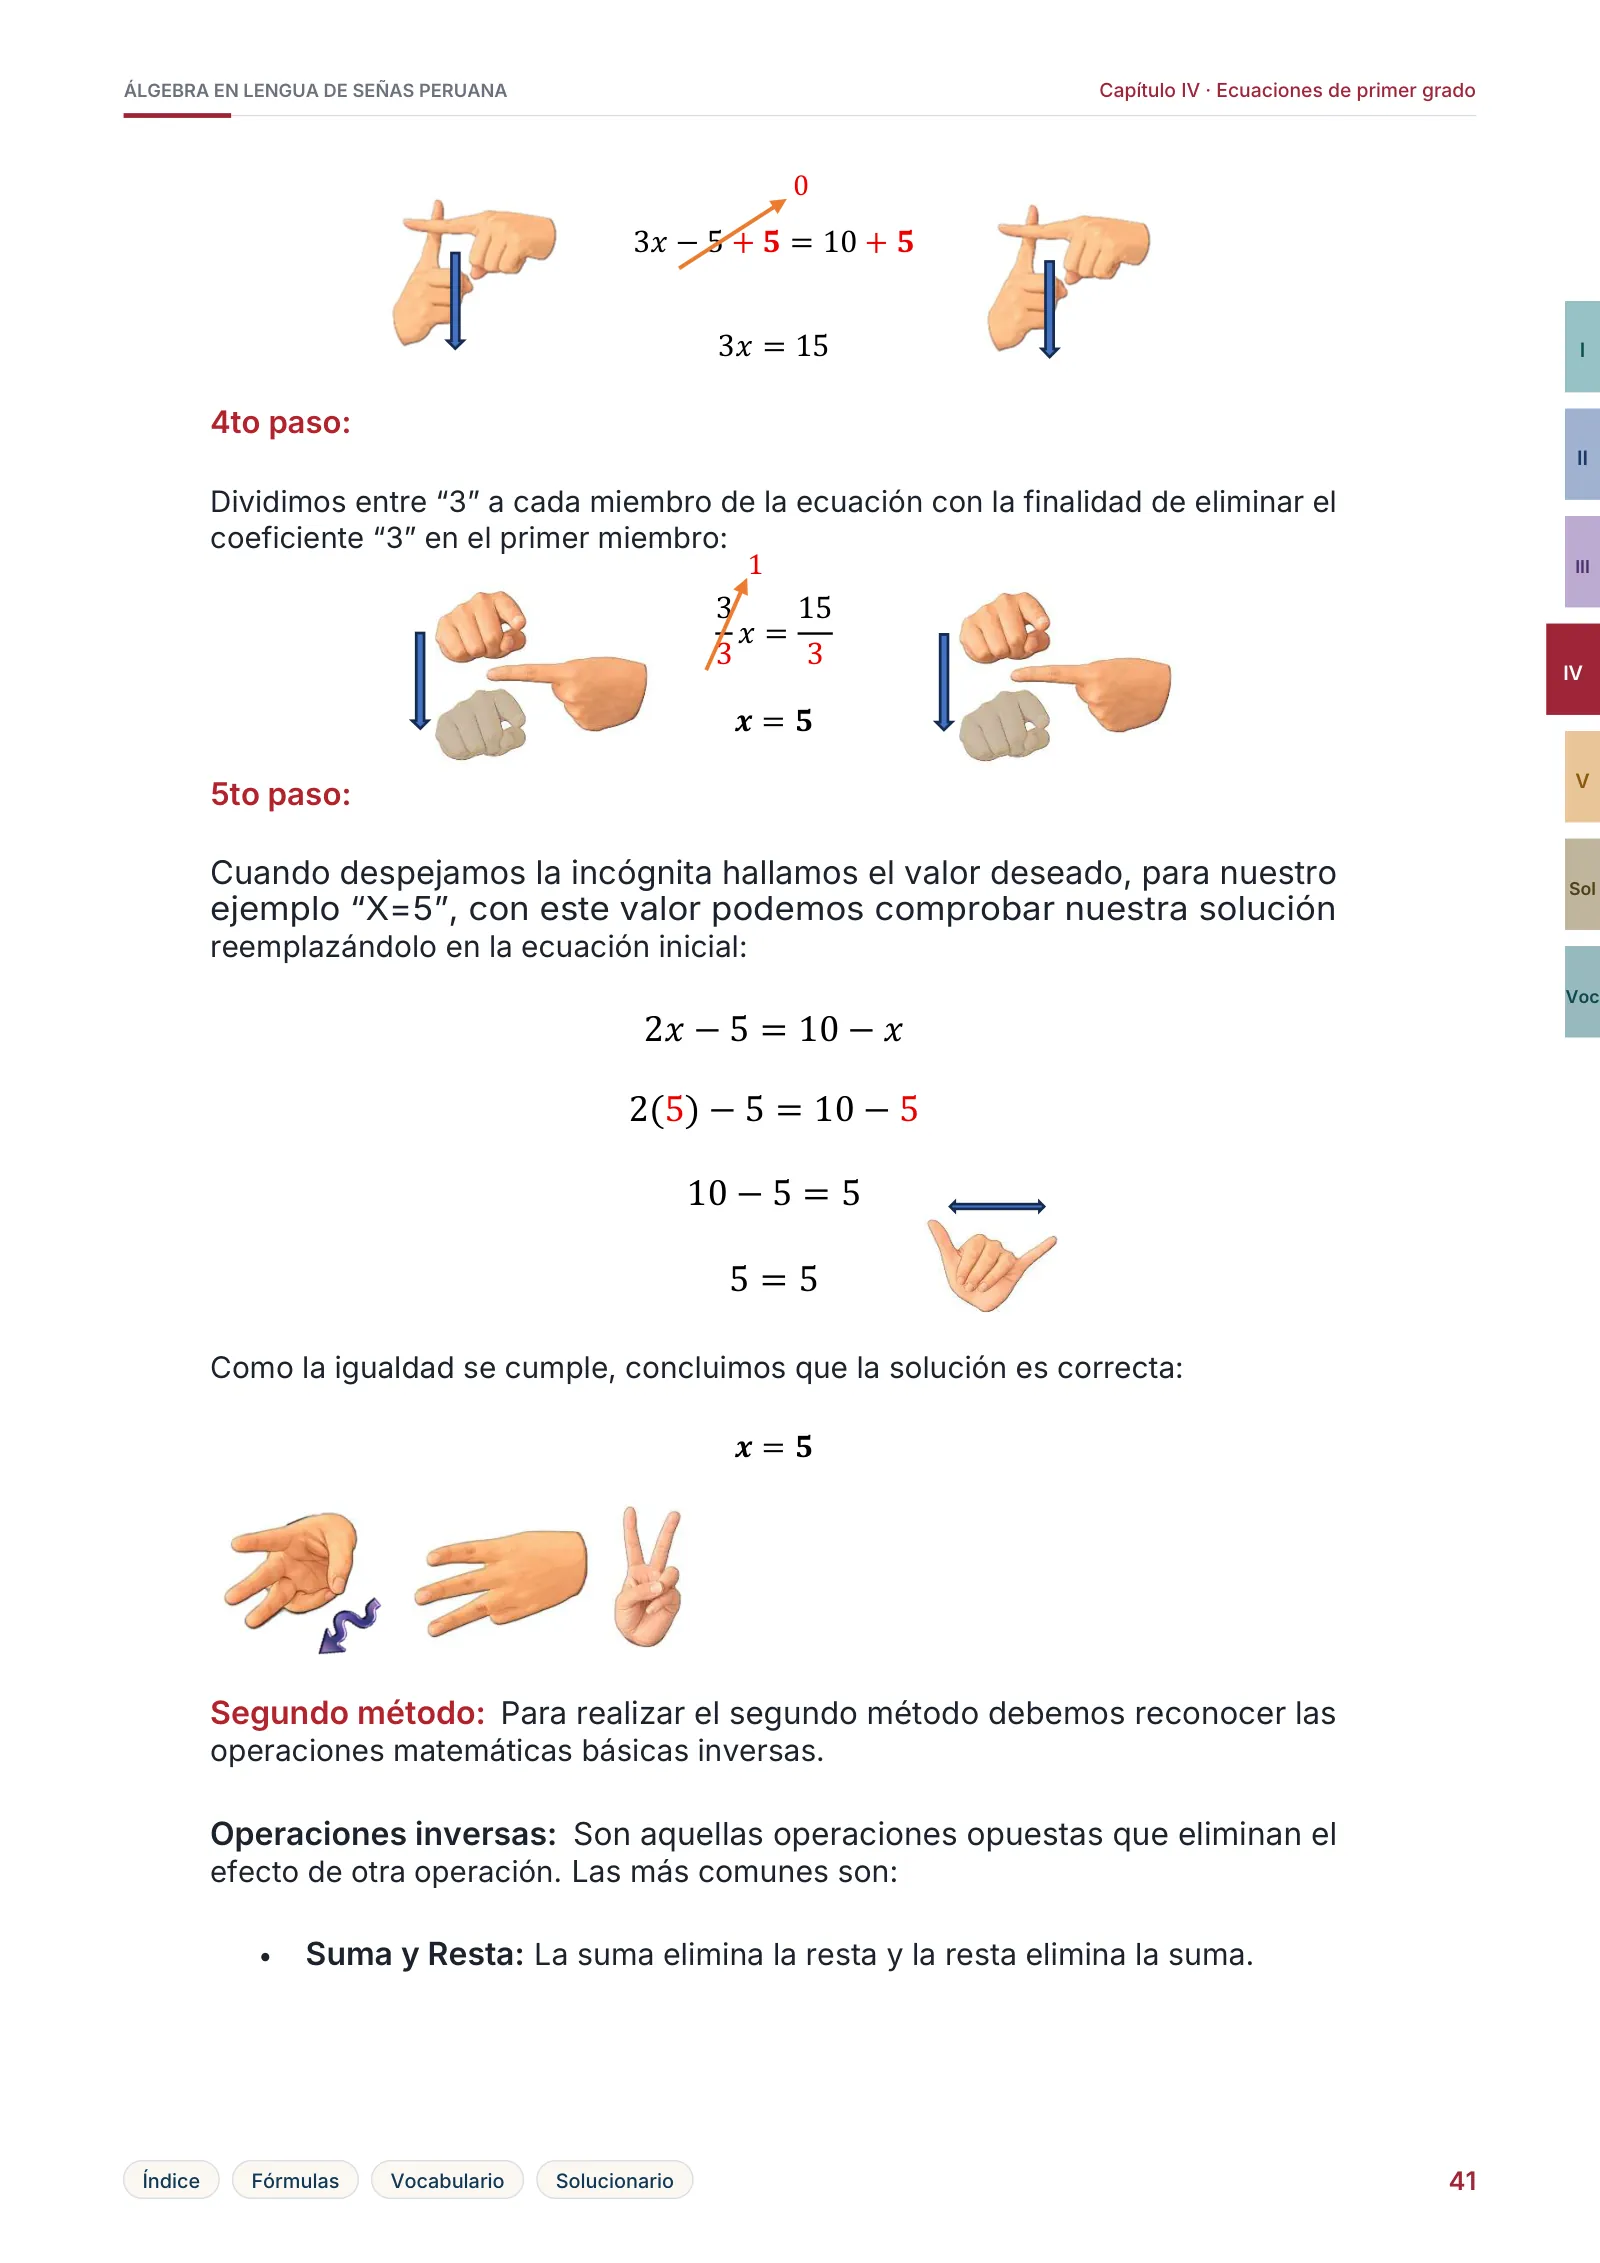 ÁLGEBRA EN LENGUA DE SEÑAS PERUANA
Capítulo IV · Ecuaciones de primer grado
0
3x − 5 + 5 = 10 + 5
3x = 15
4to paso:
Dividimos entre “3” a cada miembro de la ecuación con la finalidad de eliminar el
coeficiente “3” en el primer miembro:
1
3/3 x = 15/3
x = 5
5to paso:
Cuando despejamos la incógnita hallamos el valor deseado, para nuestro
ejemplo “X=5”, con este valor podemos comprobar nuestra solución
reemplazándolo en la ecuación inicial:
2x − 5 = 10 − x
2(5) − 5 = 10 − 5
10 − 5 = 5
5 = 5
Como la igualdad se cumple, concluimos que la solución es correcta:
x = 5
Segundo método: Para realizar el segundo método debemos reconocer las
operaciones matemáticas básicas inversas.
Operaciones inversas: Son aquellas operaciones opuestas que eliminan el
efecto de otra operación. Las más comunes son:
• Suma y Resta: La suma elimina la resta y la resta elimina la suma.
I
II
III
IV
V
Sol
Voc
Índice
Fórmulas
Vocabulario
Solucionario
41